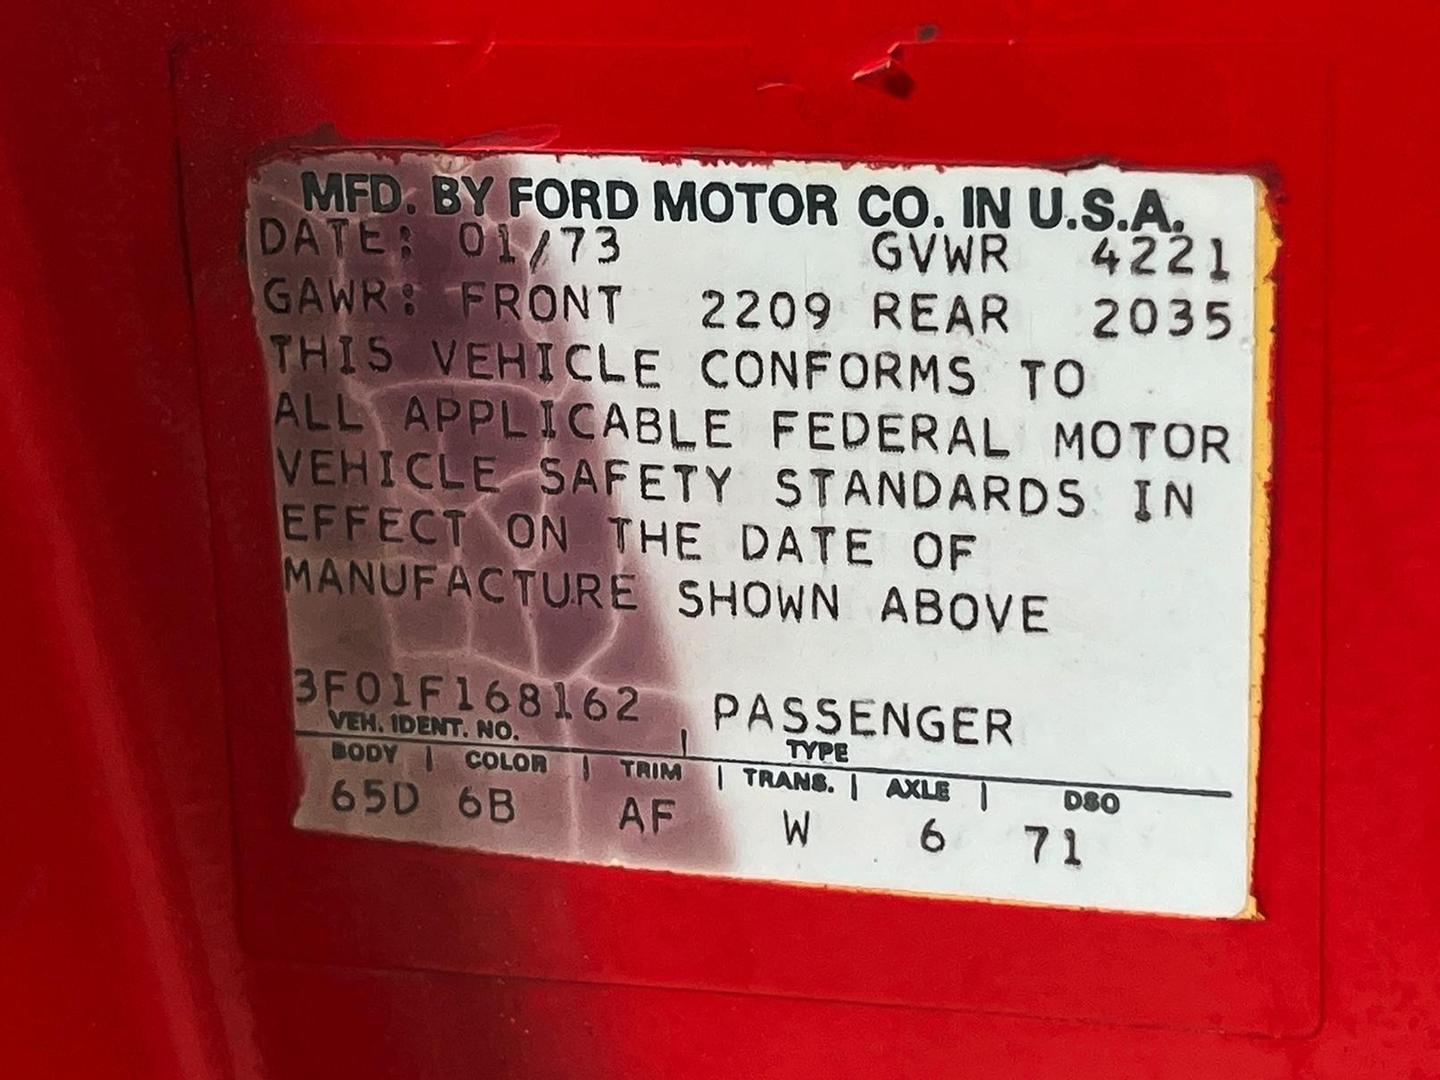 MFD. BY FORD MOTOR CO. IN U.S.A.
DATE: 01/73 GVWR 4221
GAWR: FRONT 2209 REAR 2035
THIS VEHICLE CONFORMS TO
ALL APPLICABLE FEDERAL MOTOR
VEHICLE SAFETY STANDARDS IN
EFFECT ON THE DATE OF
MANUFACTURE SHOWN ABOVE
3F01F168162 PASSENGER
VEH. IDENT. NO. TYPE
BODY | COLOR | TRIM | TRANS. | AXLE | DSO
65D 6B AF W 6 71